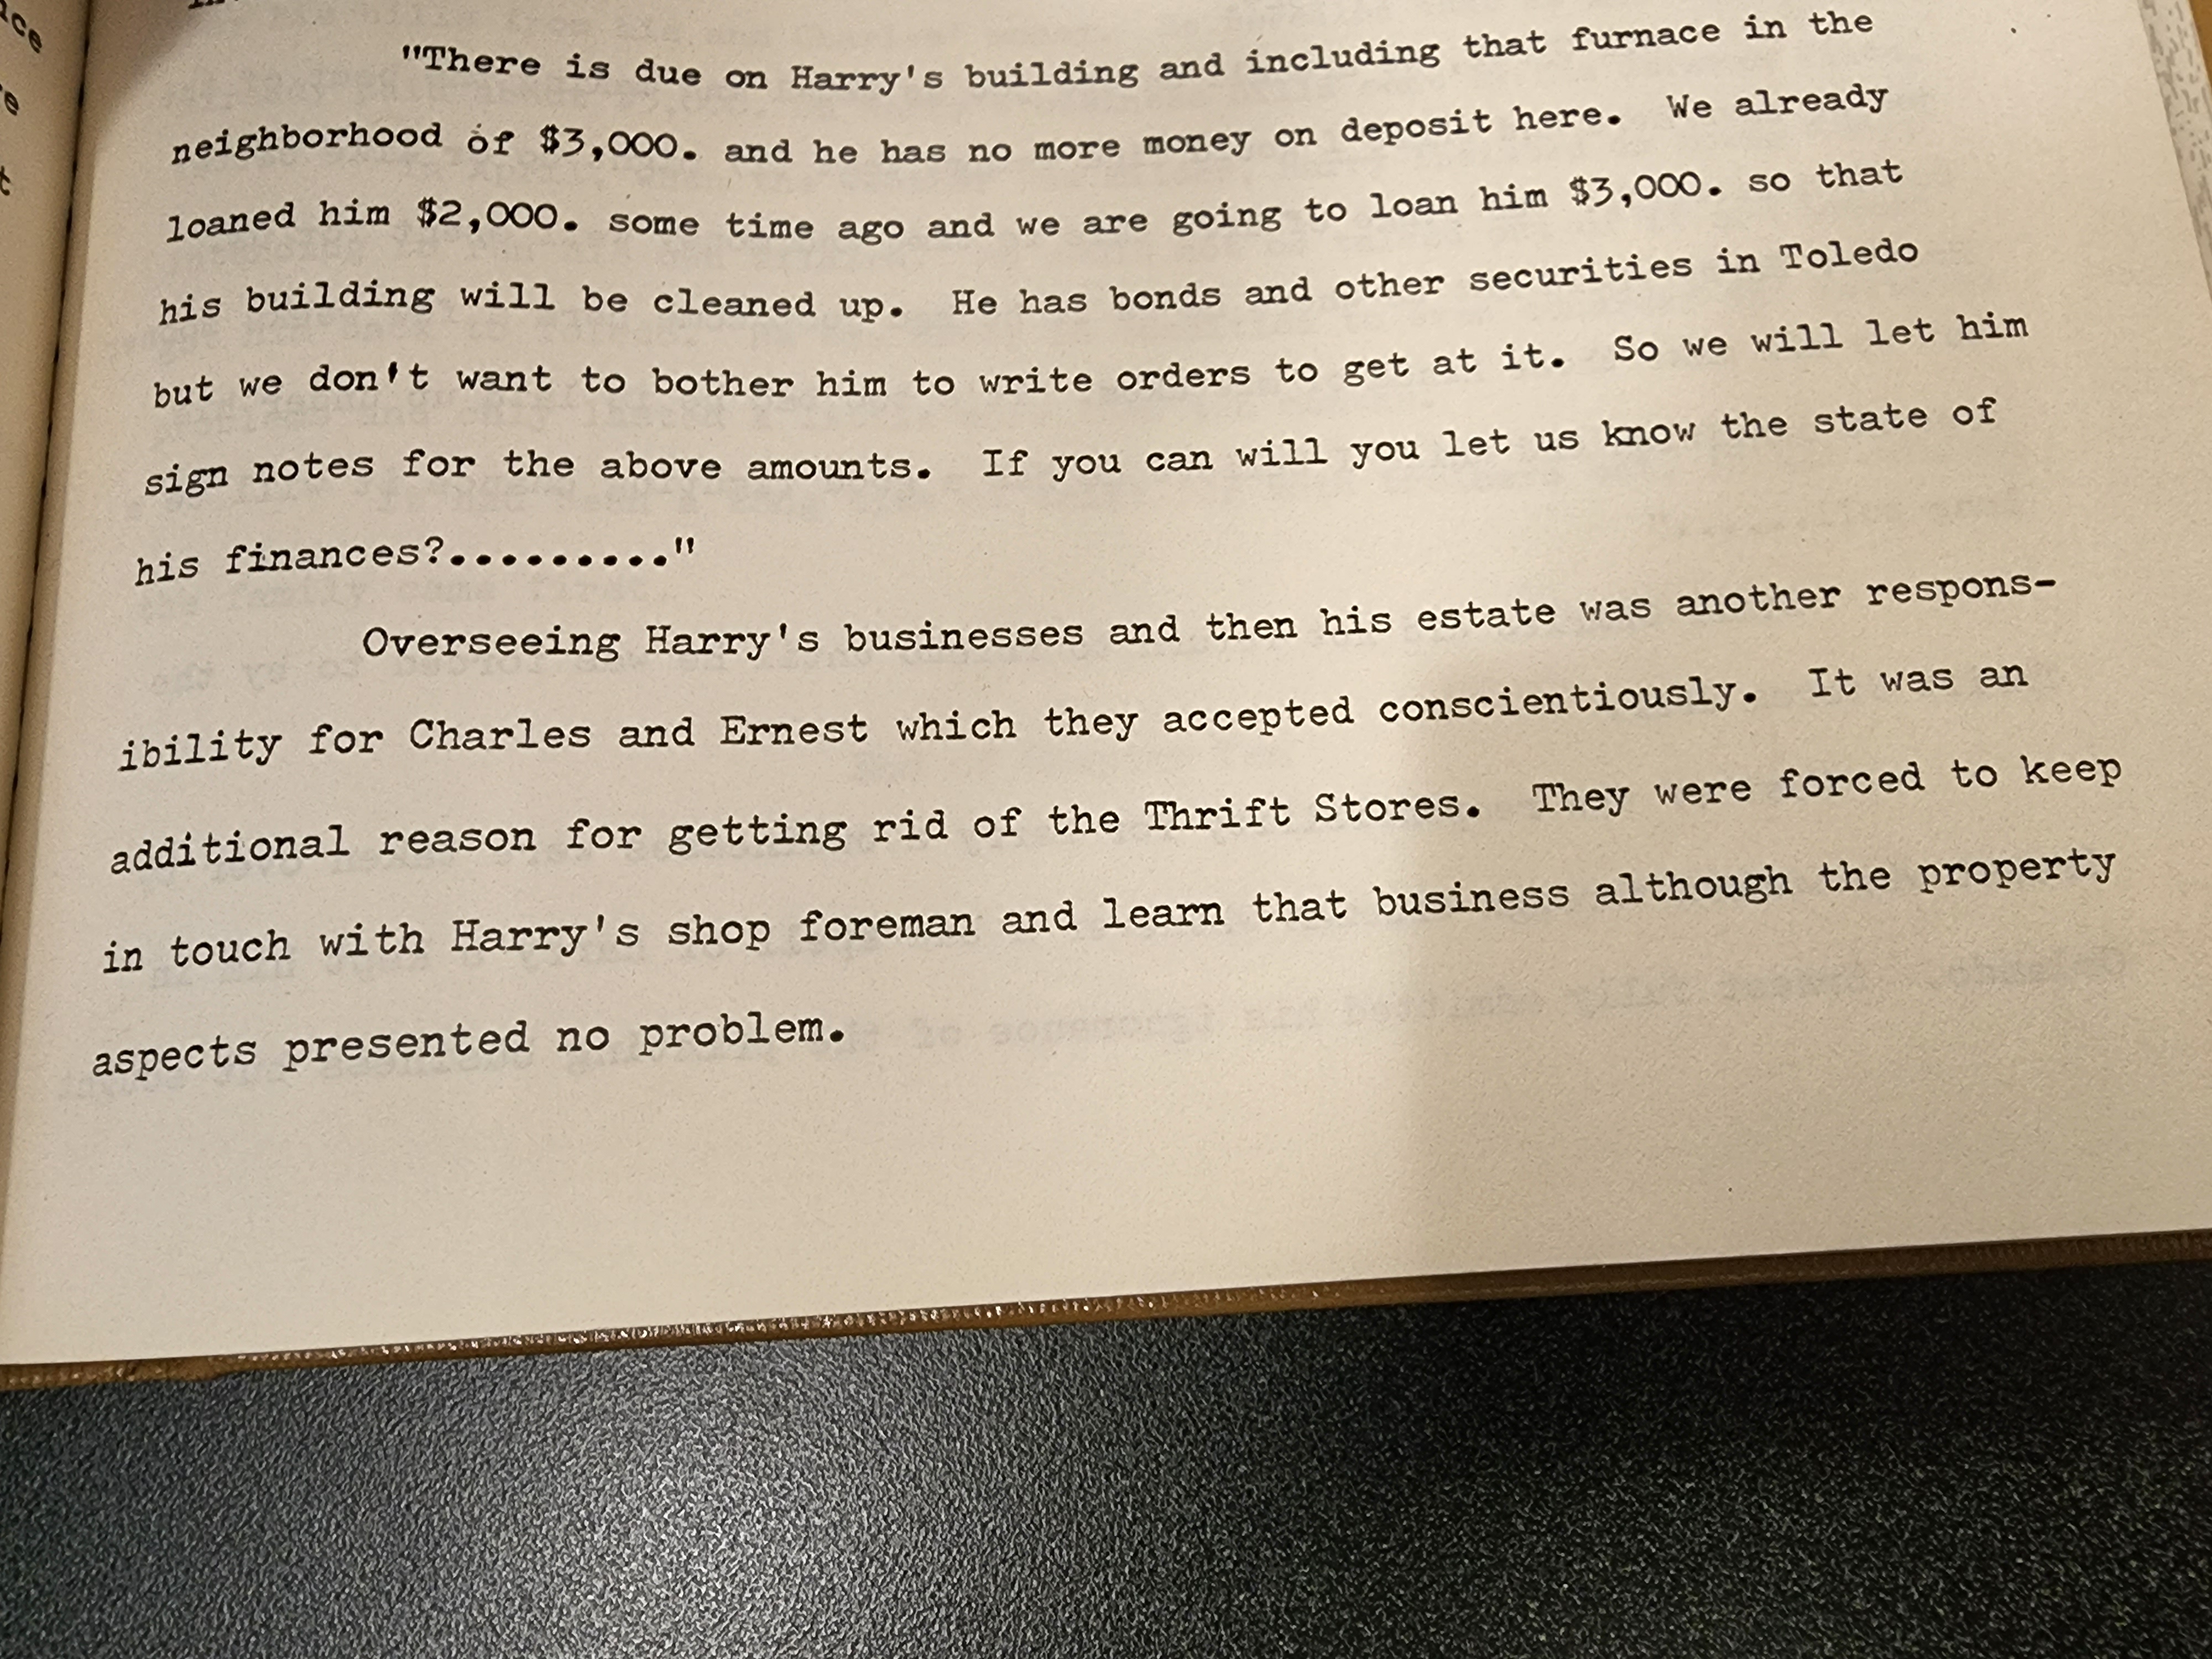 "There is due on Harry's building and including that furnace in the
neighborhood of $3,000. and he has no more money on deposit here.  We already
loaned him $2,000. some time ago and we are going to loan him $3,000. so that
his building will be cleaned up.  He has bonds and other securities in Toledo
but we don't want to bother him to write orders to get at it.  So we will let him
sign notes for the above amounts.  If you can will you let us know the state of
his finances?........."
Overseeing Harry's businesses and then his estate was another respons-
ibility for Charles and Ernest which they accepted conscientiously.  It was an
additional reason for getting rid of the Thrift Stores.  They were forced to keep
in touch with Harry's shop foreman and learn that business although the property
aspects presented no problem.